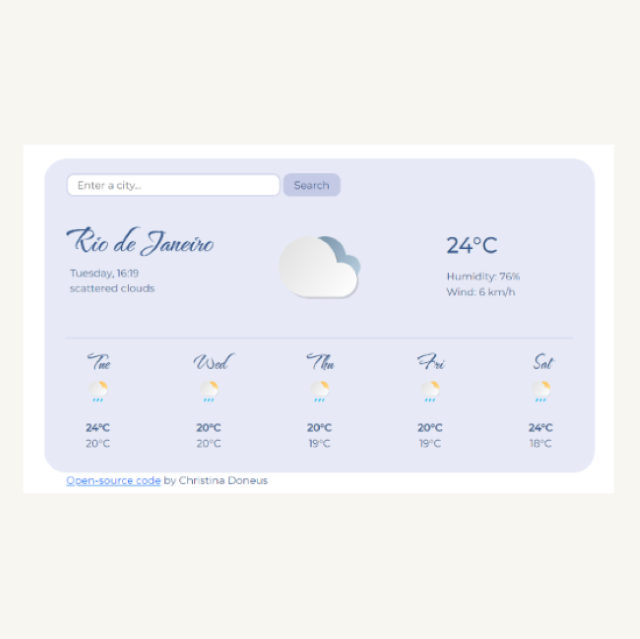 Enter a city...
Search
Rio de Janeiro
Tuesday, 16:19
scattered clouds
24°C
Humidity: 76%
Wind: 6 km/h
Tue Wed Thu Fri Sat
24°C 20°C 20°C 20°C 24°C
20°C 20°C 19°C 19°C 18°C
Open-source code by Christina Doneus